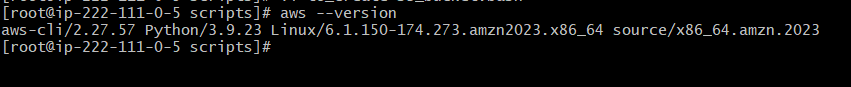 [root@ip-222-111-0-5 scripts]# aws --version
aws-cli/2.27.57 Python/3.9.23 Linux/6.1.150-174.273.amzn2023.x86_64 source/x86_64.amzn.2023
[root@ip-222-111-0-5 scripts]#